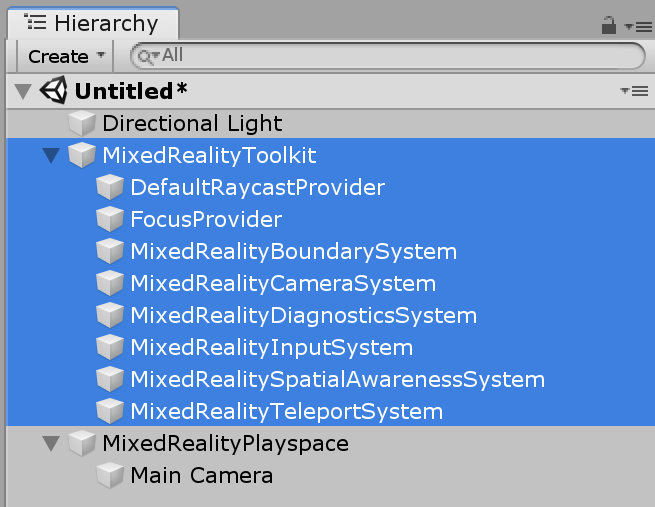 Hierarchy
Create All
Untitled*
Directional Light
MixedRealityToolkit
DefaultRaycastProvider
FocusProvider
MixedRealityBoundarySystem
MixedRealityCameraSystem
MixedRealityDiagnosticsSystem
MixedRealityInputSystem
MixedRealitySpatialAwarenessSystem
MixedRealityTeleportSystem
MixedRealityPlayspace
Main Camera